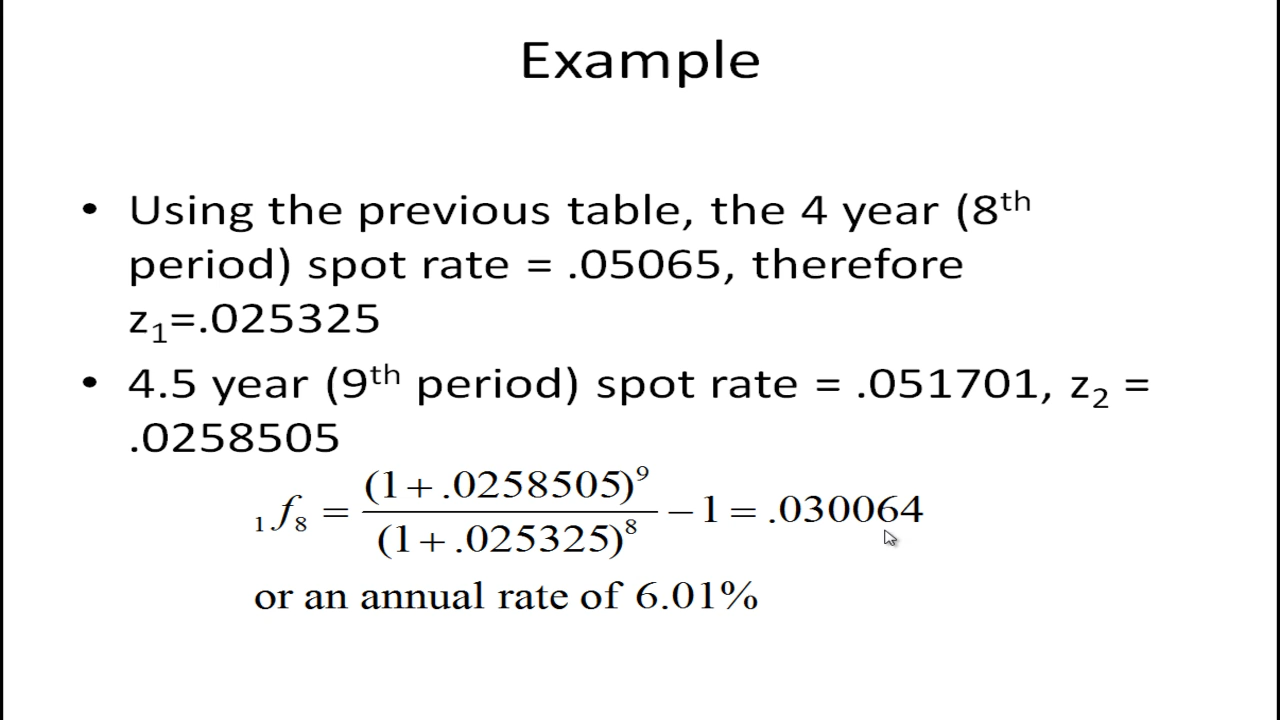 Example
• Using the previous table, the 4 year (8th
period) spot rate = .05065, therefore
z1=.025325
• 4.5 year (9th period) spot rate = .051701, z2 =
.0258505
1f8 = (1 + .0258505)^9 / (1 + .025325)^8 − 1 = .030064
or an annual rate of 6.01%